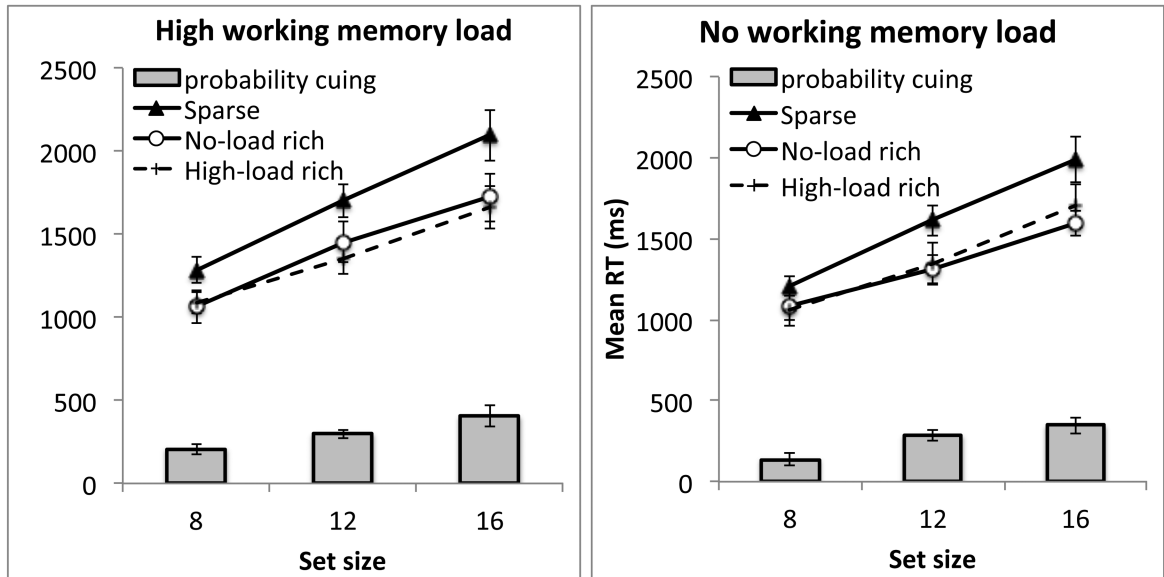 High working memory load
2500
2000
1500
1000
500
0
probability cuing
Sparse
No-load rich
High-load rich
8 12 16
Set size
No working memory load
Mean RT (ms)
2500
2000
1500
1000
500
0
probability cuing
Sparse
No-load rich
High-load rich
8 12 16
Set size